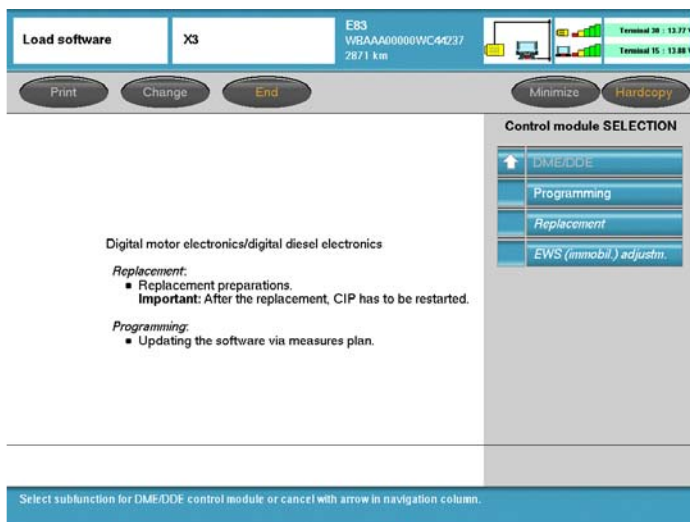 Load software
X3
E83
WBAAA00000WC44237
2871 km
Terminal 30 : 13.77 V
Terminal 15 : 13.88 V
Print
Change
End
Minimize
Hardcopy
Control module SELECTION
DME/DDE
Programming
Replacement
EWS (immobil.) adjustm.
Digital motor electronics/digital diesel electronics
Replacement:
Replacement preparations.
Important: After the replacement, CIP has to be restarted.
Programming:
Updating the software via measures plan.
Select subfunction for DME/DDE control module or cancel with arrow in navigation column.